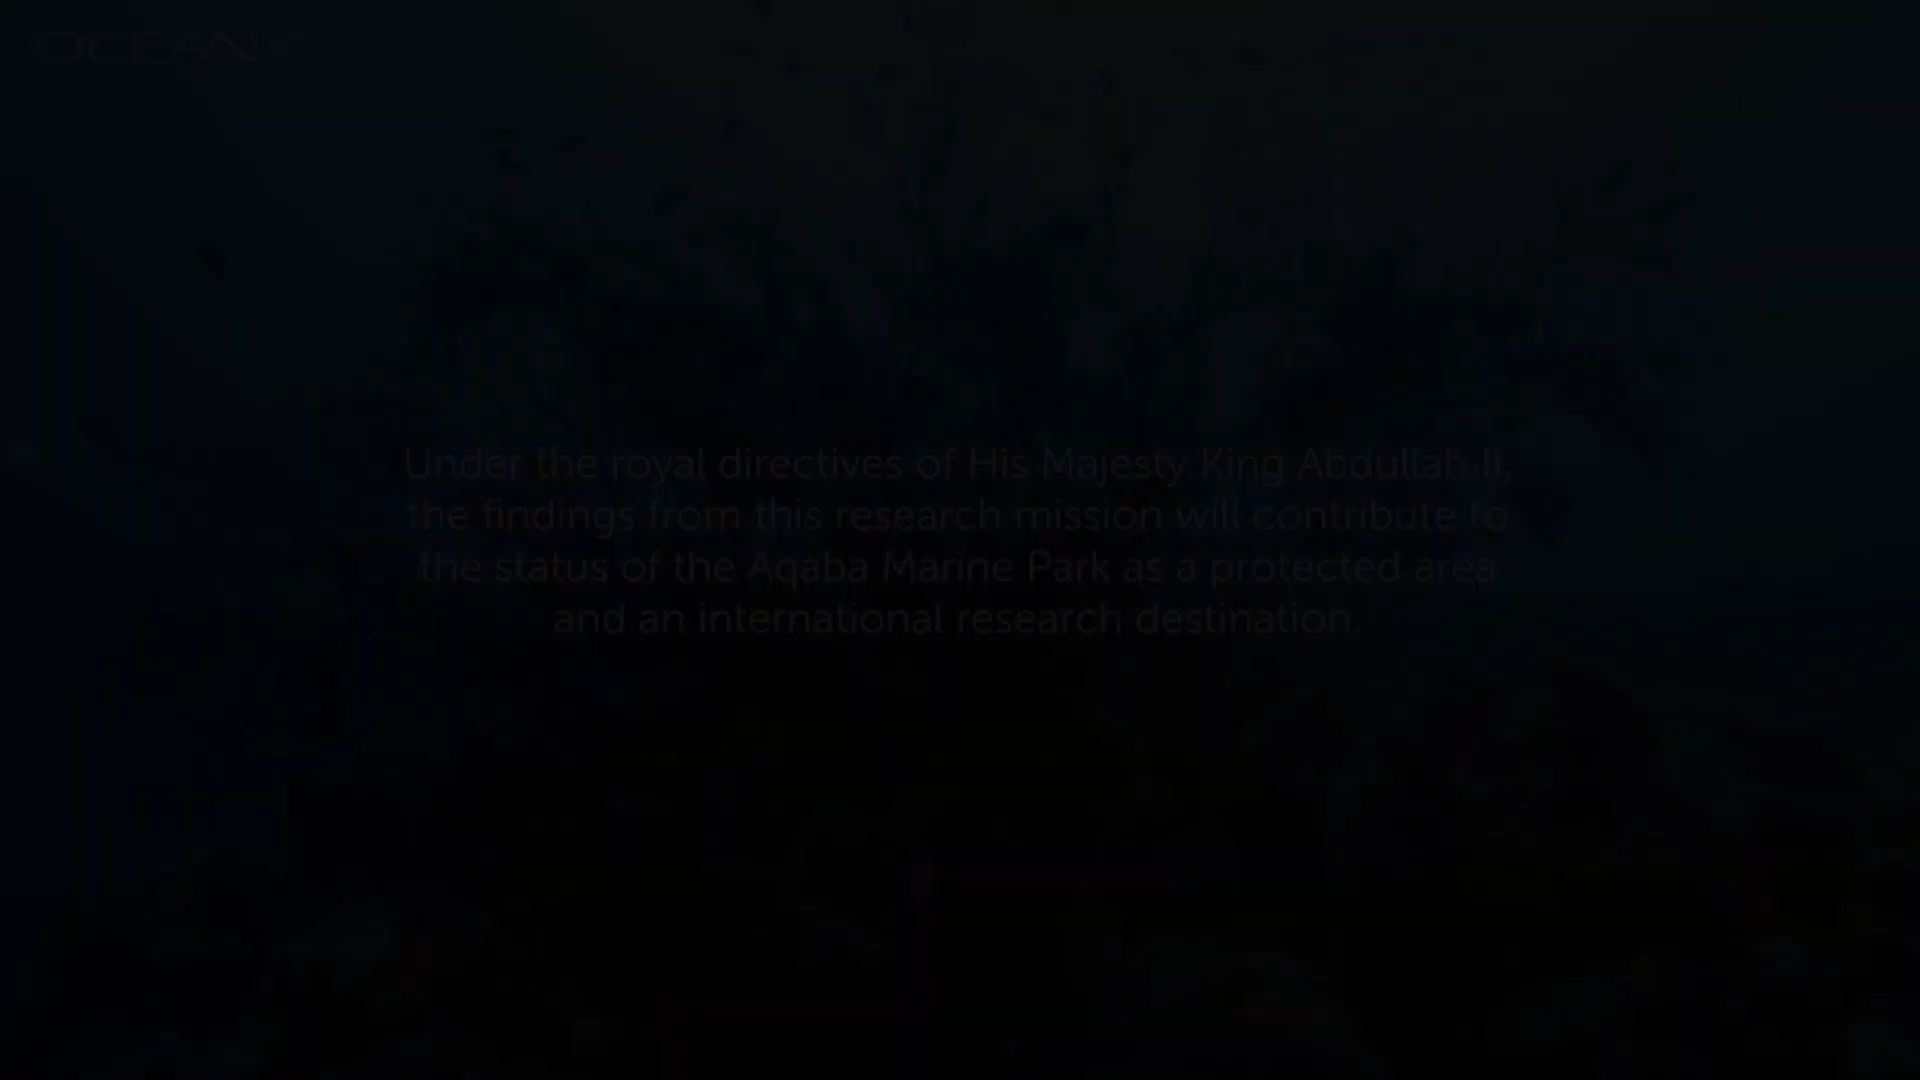 OCEANX
Under the royal directives of His Majesty King Abdullah II,
the findings from this research mission will contribute to
the status of the Aqaba Marine Park as a protected area
and an international research destination.